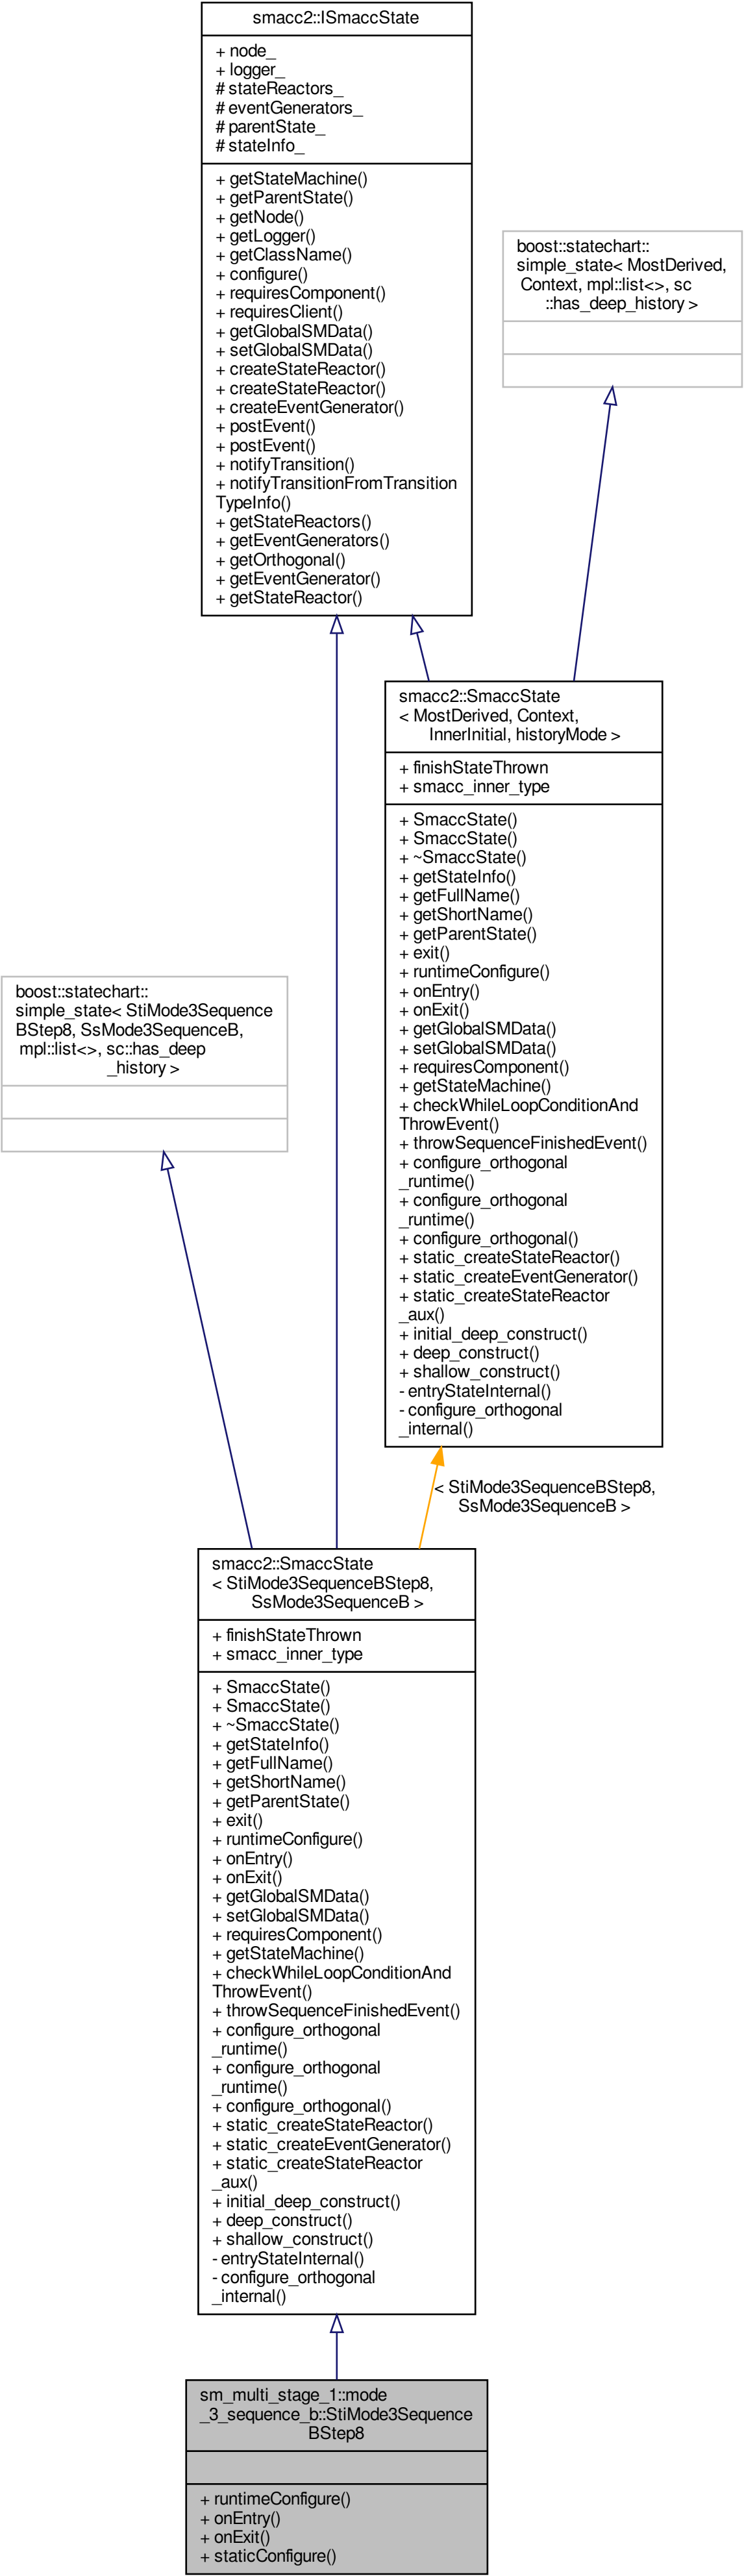 smacc2::ISmaccState
+ node_
+ logger_
# stateReactors_
# eventGenerators_
# parentState_
# stateInfo_
+ getStateMachine()
+ getParentState()
+ getNode()
+ getLogger()
+ getClassName()
+ configure()
+ requiresComponent()
+ requiresClient()
+ getGlobalSMData()
+ setGlobalSMData()
+ createStateReactor()
+ createStateReactor()
+ createEventGenerator()
+ postEvent()
+ postEvent()
+ notifyTransition()
+ notifyTransitionFromTransition
TypeInfo()
+ getStateReactors()
+ getEventGenerators()
+ getOrthogonal()
+ getEventGenerator()
+ getStateReactor()
boost::statechart::
simple_state< MostDerived,
Context, mpl::list<>, sc
::has_deep_history >
smacc2::SmaccState
< MostDerived, Context,
InnerInitial, historyMode >
+ finishStateThrown
+ smacc_inner_type
+ SmaccState()
+ SmaccState()
+ ~SmaccState()
+ getStateInfo()
+ getFullName()
+ getShortName()
+ getParentState()
+ exit()
+ runtimeConfigure()
+ onEntry()
+ onExit()
+ getGlobalSMData()
+ setGlobalSMData()
+ requiresComponent()
+ getStateMachine()
+ checkWhileLoopConditionAnd
ThrowEvent()
+ throwSequenceFinishedEvent()
+ configure_orthogonal
_runtime()
+ configure_orthogonal
_runtime()
+ configure_orthogonal()
+ static_createStateReactor()
+ static_createEventGenerator()
+ static_createStateReactor
_aux()
+ initial_deep_construct()
+ deep_construct()
+ shallow_construct()
- entryStateInternal()
- configure_orthogonal
_internal()
boost::statechart::
simple_state< StiMode3Sequence
BStep8, SsMode3SequenceB,
mpl::list<>, sc::has_deep
_history >
< StiMode3SequenceBStep8,
SsMode3SequenceB >
smacc2::SmaccState
< StiMode3SequenceBStep8,
SsMode3SequenceB >
+ finishStateThrown
+ smacc_inner_type
+ SmaccState()
+ SmaccState()
+ ~SmaccState()
+ getStateInfo()
+ getFullName()
+ getShortName()
+ getParentState()
+ exit()
+ runtimeConfigure()
+ onEntry()
+ onExit()
+ getGlobalSMData()
+ setGlobalSMData()
+ requiresComponent()
+ getStateMachine()
+ checkWhileLoopConditionAnd
ThrowEvent()
+ throwSequenceFinishedEvent()
+ configure_orthogonal
_runtime()
+ configure_orthogonal
_runtime()
+ configure_orthogonal()
+ static_createStateReactor()
+ static_createEventGenerator()
+ static_createStateReactor
_aux()
+ initial_deep_construct()
+ deep_construct()
+ shallow_construct()
- entryStateInternal()
- configure_orthogonal
_internal()
sm_multi_stage_1::mode
_3_sequence_b::StiMode3Sequence
BStep8
+ runtimeConfigure()
+ onEntry()
+ onExit()
+ staticConfigure()